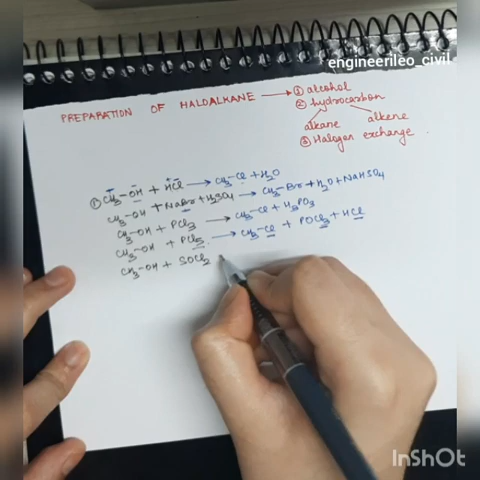 engineerileo_civil
PREPARATION OF HALOALKANE → ① alcohol
② hydrocarbon
alkane alkene
③ Halogen exchange.
① CH₃-OH + HCl → CH₃-Cl + H₂O
CH₃-OH + NaBr + H₂SO₄ → CH₃-Br + H₂O + NaHSO₄
CH₃-OH + PCl₃ → CH₃-Cl + H₃PO₃
CH₃-OH + PCl₅ → CH₃-Cl + POCl₃ + HCl
CH₃-OH + SOCl₂
InShOt